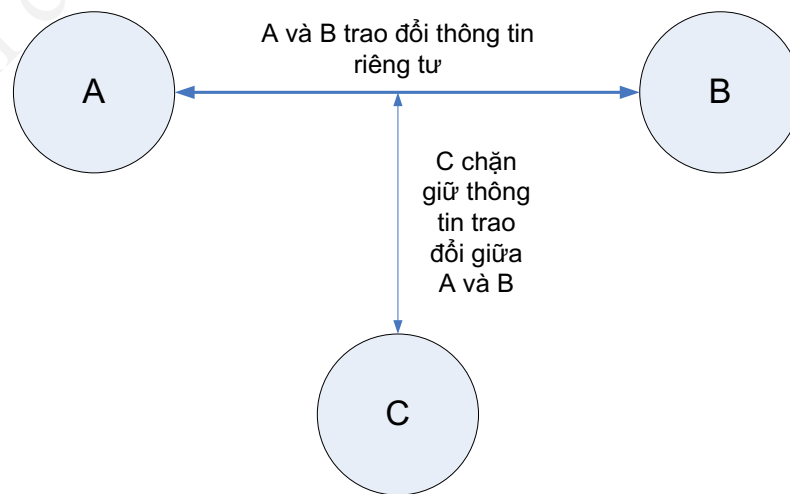 A và B trao đổi thông tin
riêng tư
A
B
C chặn
giữ thông
tin trao
đổi giữa
A và B
C